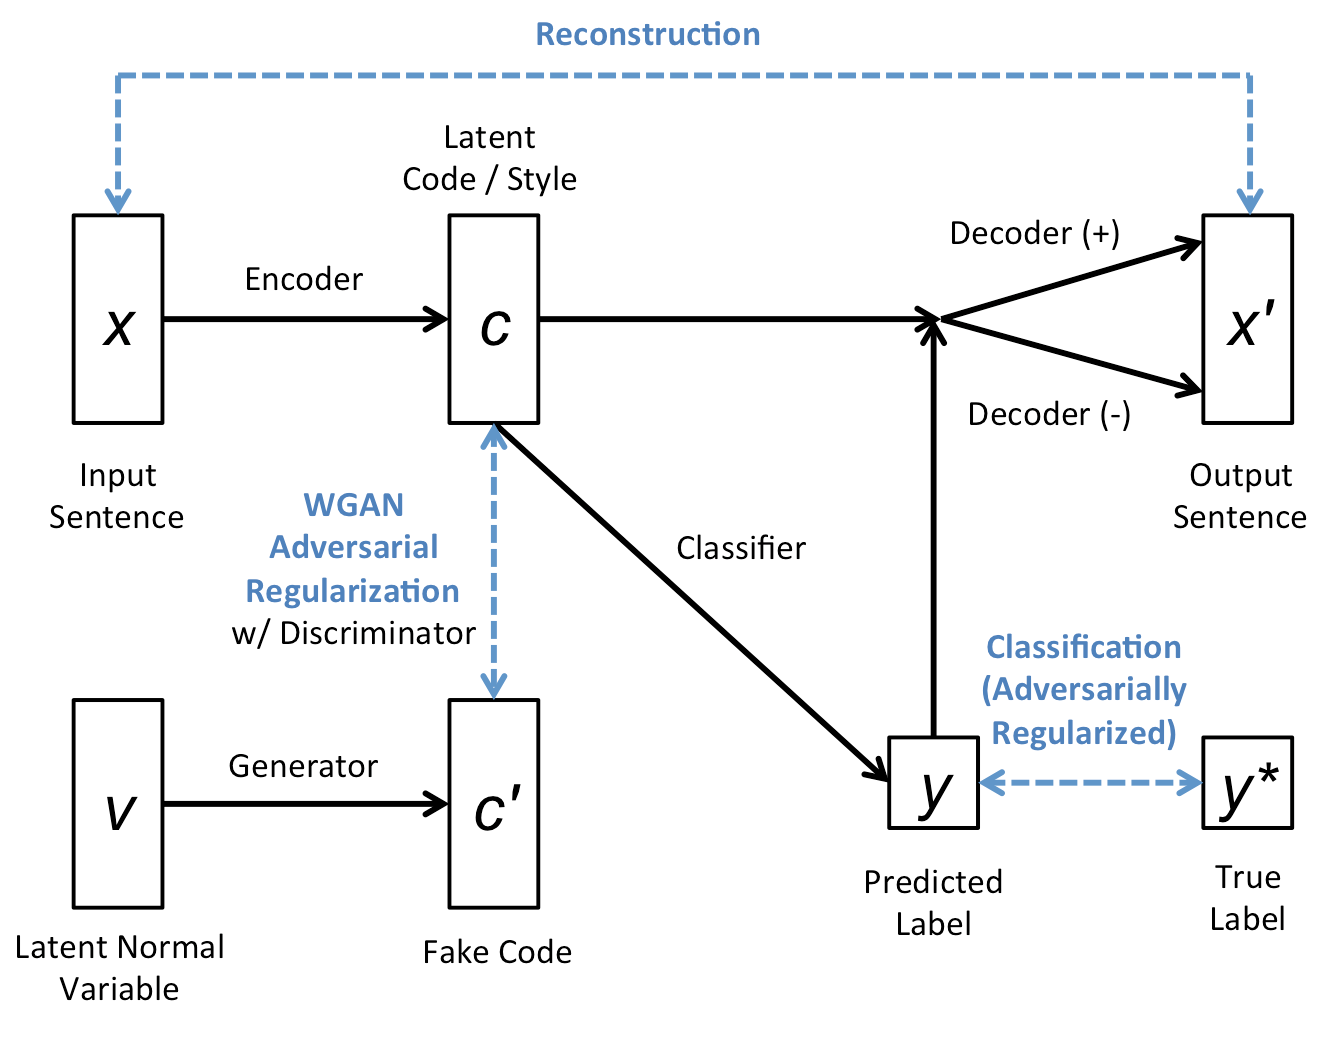 Reconstruction
Latent
Code / Style
x
Encoder
c
Decoder (+)
Decoder (-)
x'
Input
Sentence
Output
Sentence
WGAN
Adversarial
Regularization
w/ Discriminator
Classifier
Classification
(Adversarially
Regularized)
v
Generator
c'
y
y*
Predicted
Label
True
Label
Latent Normal
Variable
Fake Code